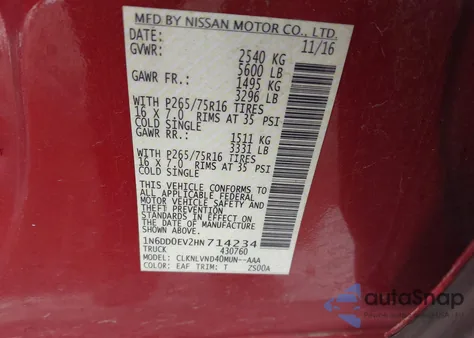 MFD BY NISSAN MOTOR CO., LTD.
DATE: 11/16
GVWR: 2540 KG
5600 LB
GAWR FR.: 1495 KG
3296 LB
WITH P265/75R16 TIRES
16 X 7.0 RIMS AT 35 PSI
COLD SINGLE
GAWR RR.: 1511 KG
3331 LB
WITH P265/75R16 TIRES
16 X 7.0 RIMS AT 35 PSI
COLD SINGLE
THIS VEHICLE CONFORMS TO
ALL APPLICABLE FEDERAL
MOTOR VEHICLE SAFETY AND
THEFT PREVENTION
STANDARDS IN EFFECT ON
THE DATE OF MANUFACTURE
SHOWN ABOVE.
1N6DD0EV2HN714234
TRUCK 430760
MODEL: CLKNLVND40MUN--AAA
COLOR: EAF TRIM: T ZS00A
autoSnap